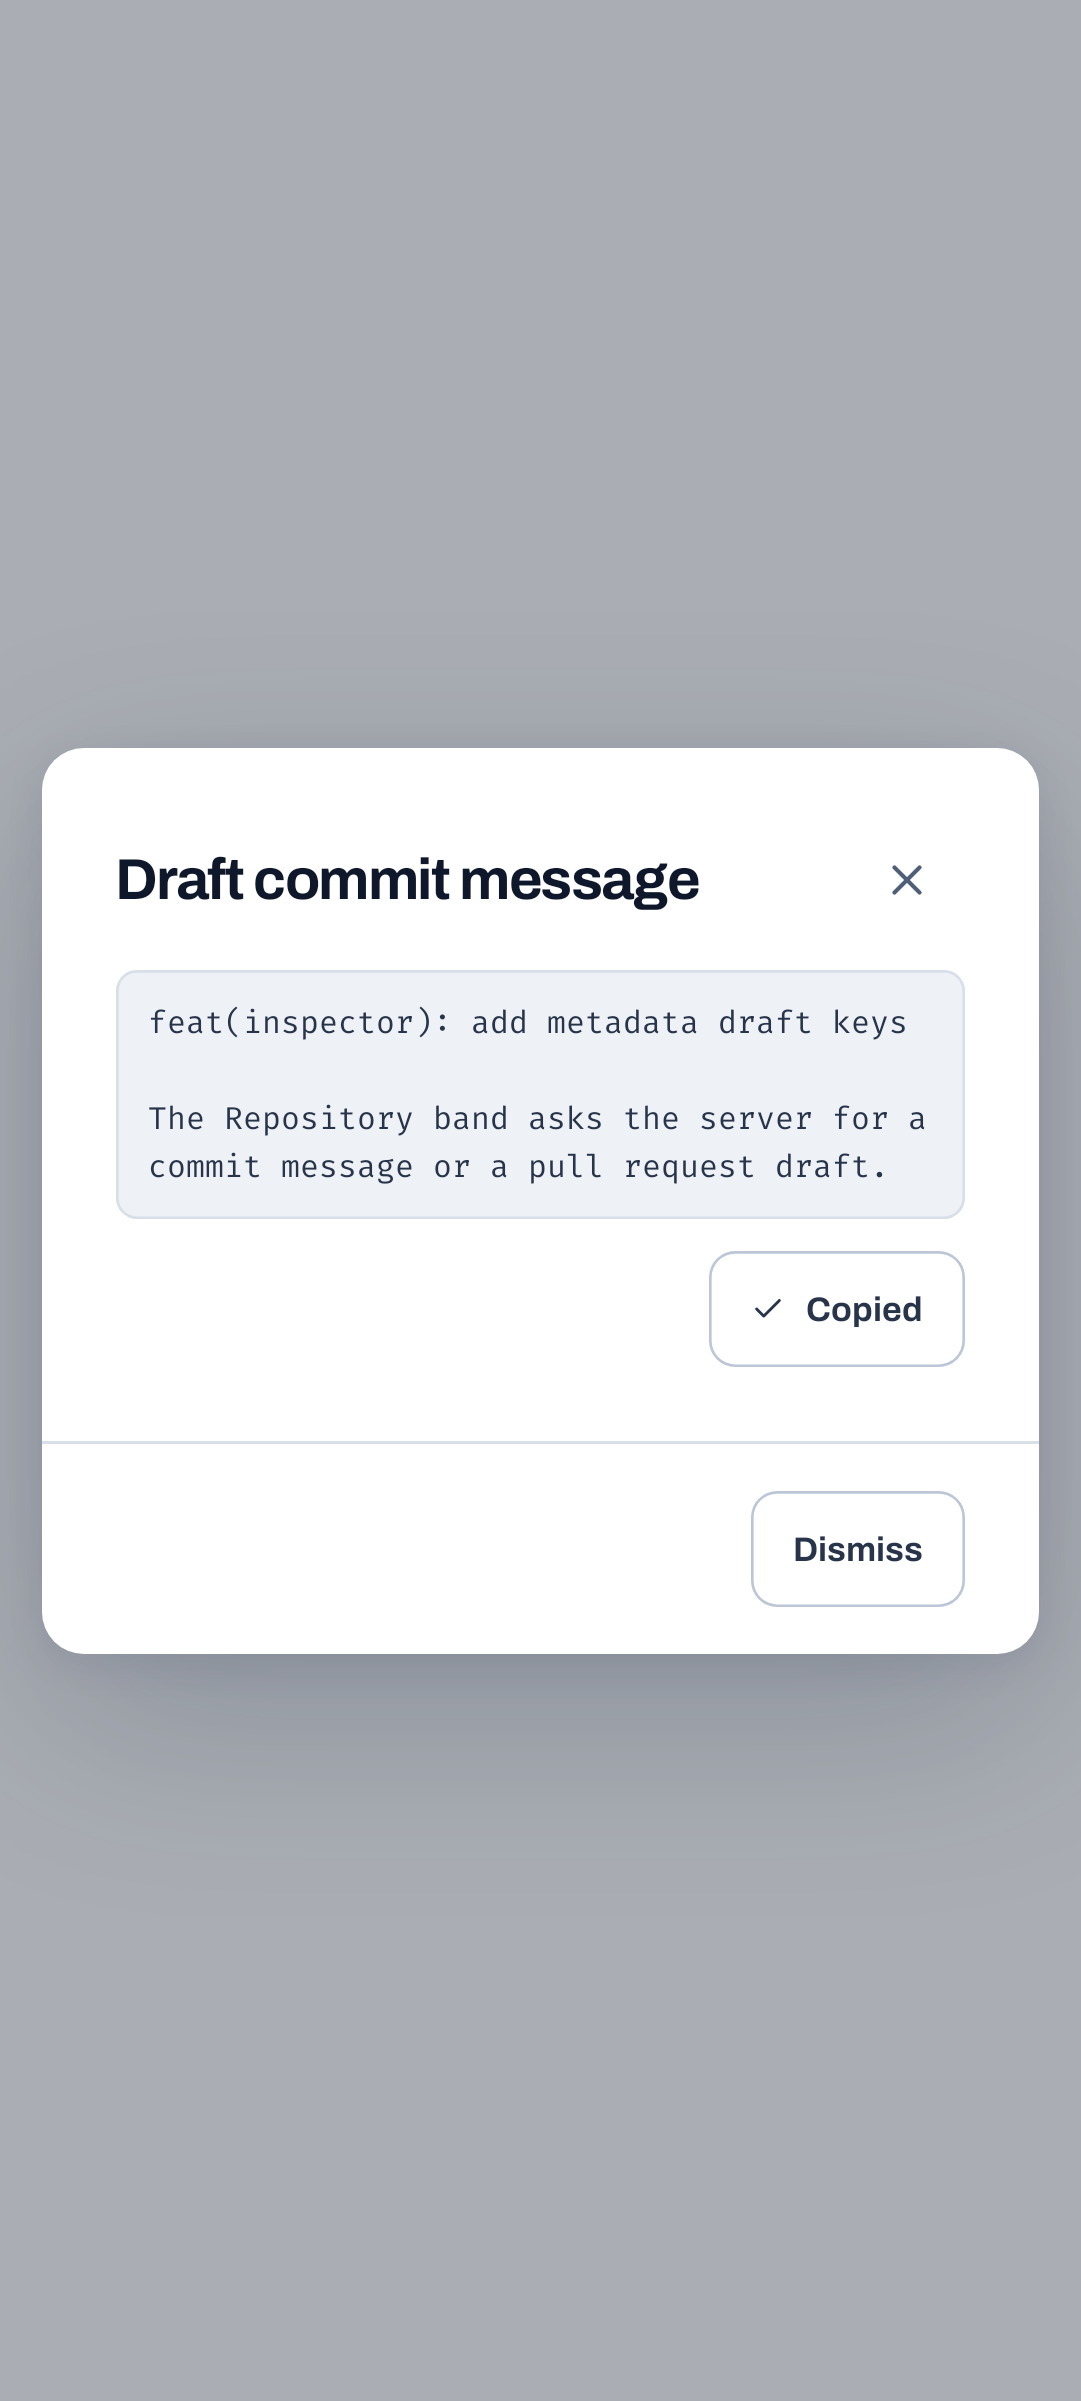 Draft commit message
feat(inspector): add metadata draft keys
The Repository band asks the server for a
commit message or a pull request draft.
Copied
Dismiss